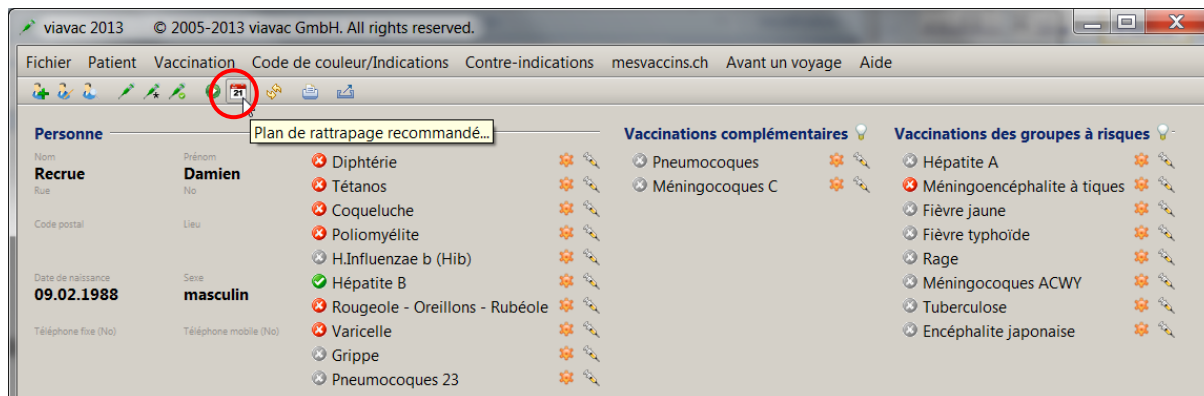 viavac 2013 © 2005-2013 viavac GmbH. All rights reserved.
Fichier Patient Vaccination Code de couleur/Indications Contre-indications mesvaccins.ch Avant un voyage Aide
21
Plan de rattrapage recommandé...
Personne
Nom Prénom
Recrue Damien
Rue No
Code postal Lieu
Date de naissance Sexe
09.02.1988 masculin
Téléphone fixe (No) Téléphone mobile (No)
Diphtérie
Tétanos
Coqueluche
Poliomyélite
H.Influenzae b (Hib)
Hépatite B
Rougeole - Oreillons - Rubéole
Varicelle
Grippe
Pneumocoques 23
Vaccinations complémentaires
Pneumocoques
Méningocoques C
Vaccinations des groupes à risques
Hépatite A
Méningoencéphalite à tiques
Fièvre jaune
Fièvre typhoïde
Rage
Méningocoques ACWY
Tuberculose
Encéphalite japonaise